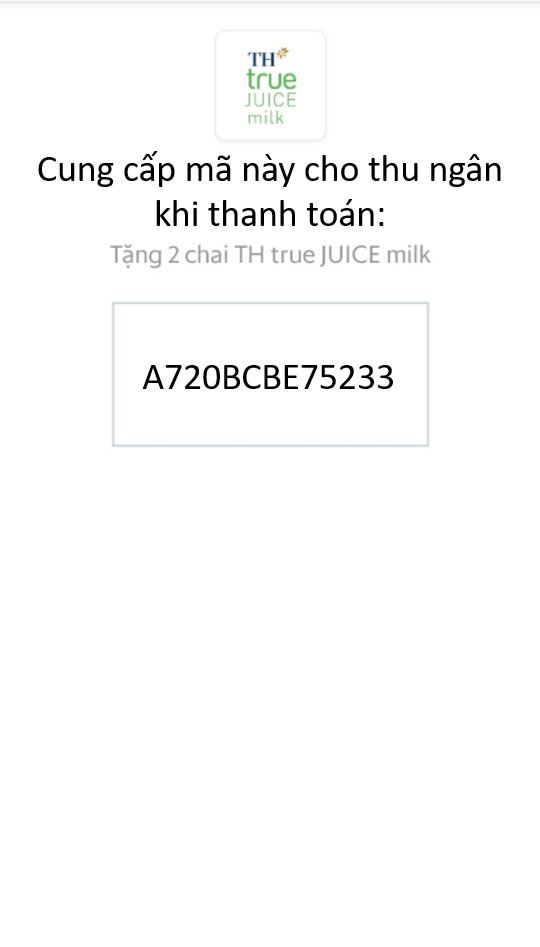 TH
true
JUICE
milk
Cung cấp mã này cho thu ngân
khi thanh toán:
Tặng 2 chai TH true JUICE milk
A720BCBE75233